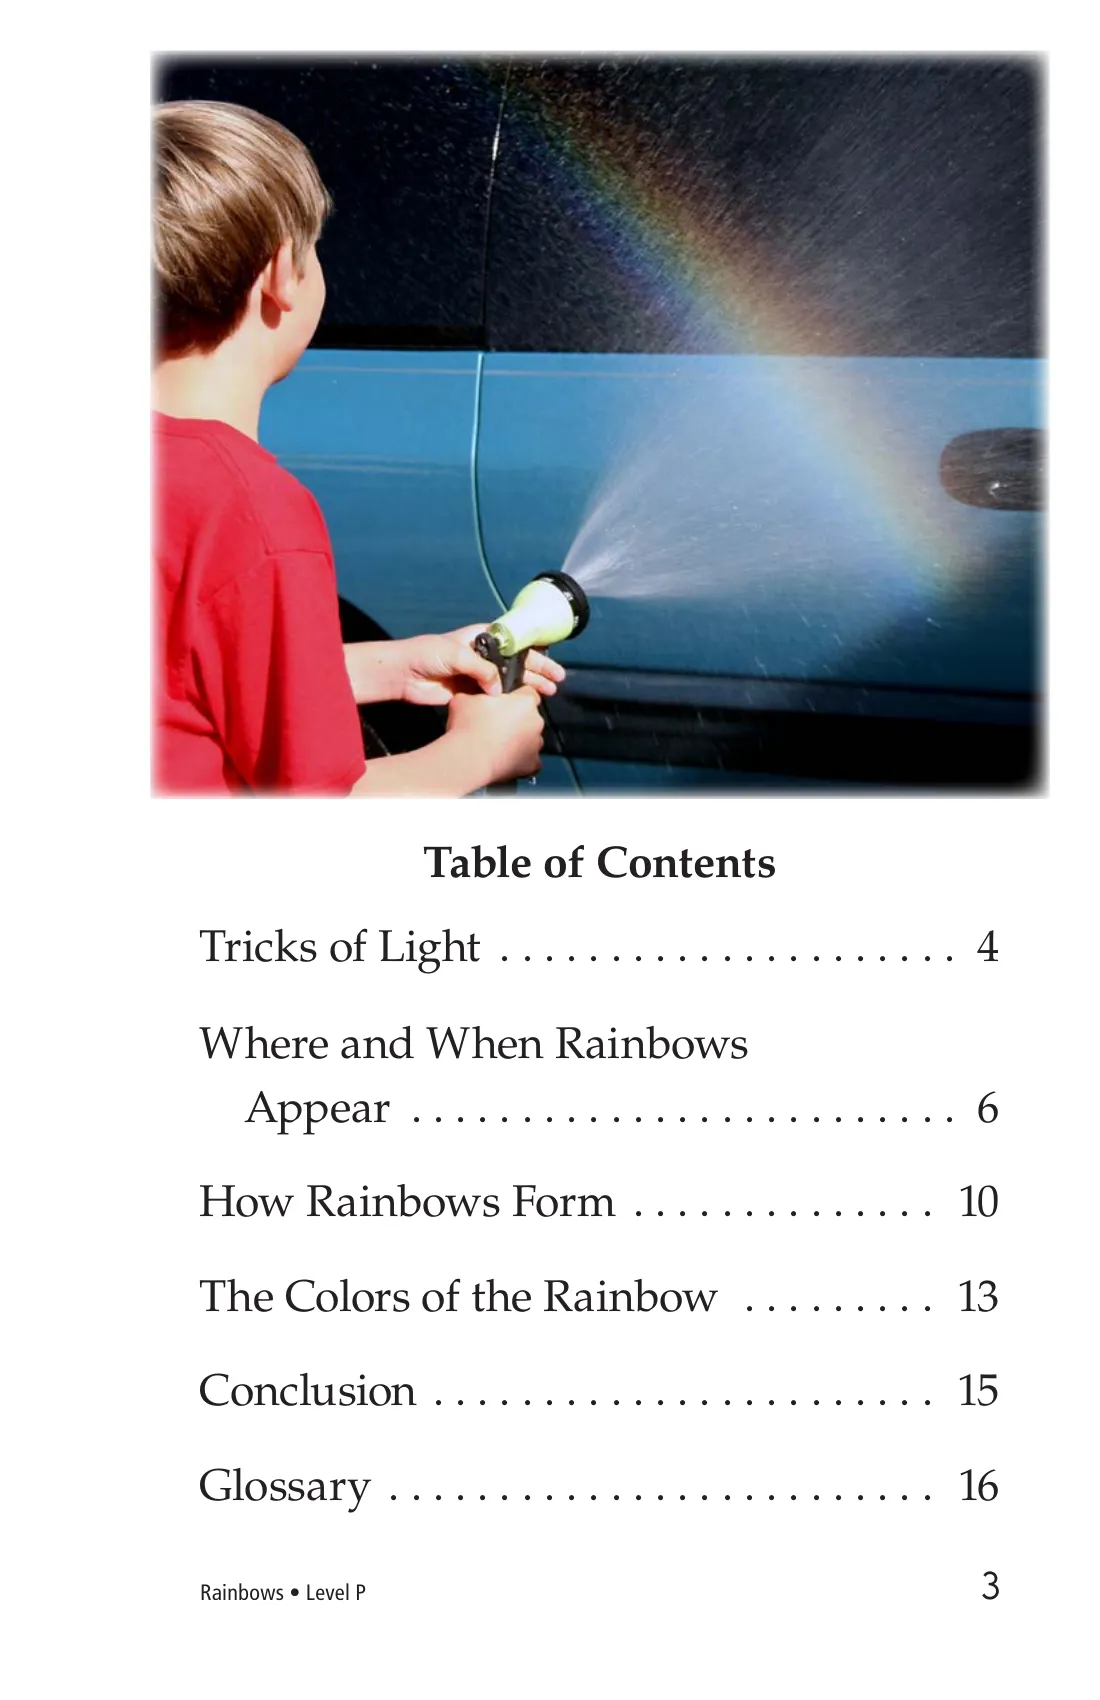 Table of Contents
Tricks of Light . . . . . . . . . . . . . . . . . . . . . 4
Where and When Rainbows
Appear . . . . . . . . . . . . . . . . . . . . . . . . . 6
How Rainbows Form . . . . . . . . . . . . . . 10
The Colors of the Rainbow . . . . . . . . . 13
Conclusion . . . . . . . . . . . . . . . . . . . . . . . 15
Glossary . . . . . . . . . . . . . . . . . . . . . . . . . 16
Rainbows • Level P 3